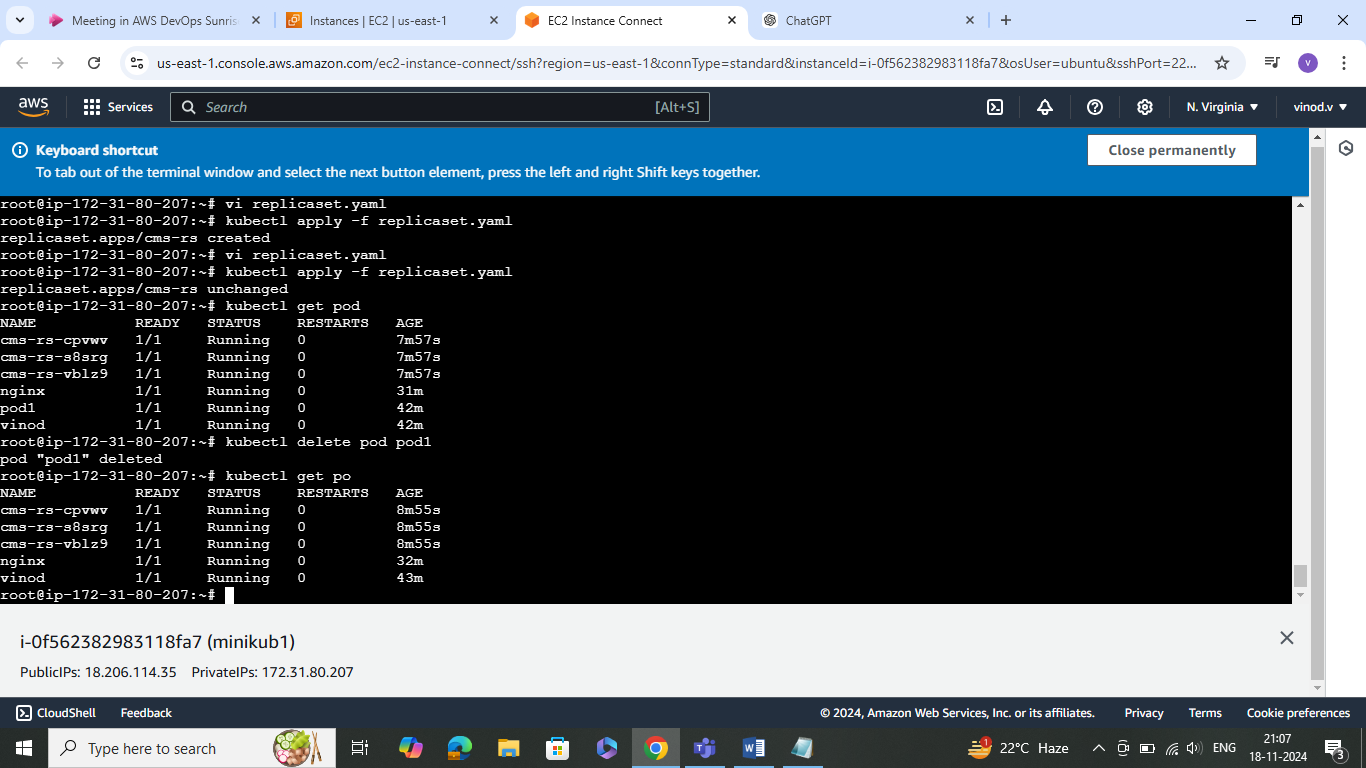 Meeting in AWS DevOps Sunris
Instances | EC2 | us-east-1
EC2 Instance Connect
ChatGPT
us-east-1.console.aws.amazon.com/ec2-instance-connect/ssh?region=us-east-1&connType=standard&instanceId=i-0f562382983118fa7&osUser=ubuntu&sshPort=22...
V
aws
Services
Search
[Alt+S]
N. Virginia
vinod.v
Keyboard shortcut
To tab out of the terminal window and select the next button element, press the left and right Shift keys together.
Close permanently
root@ip-172-31-80-207:~# vi replicaset.yaml
root@ip-172-31-80-207:~# kubectl apply -f replicaset.yaml
replicaset.apps/cms-rs created
root@ip-172-31-80-207:~# vi replicaset.yaml
root@ip-172-31-80-207:~# kubectl apply -f replicaset.yaml
replicaset.apps/cms-rs unchanged
root@ip-172-31-80-207:~# kubectl get pod
NAME READY STATUS RESTARTS AGE
cms-rs-cpvwv 1/1 Running 0 7m57s
cms-rs-s8srg 1/1 Running 0 7m57s
cms-rs-vblz9 1/1 Running 0 7m57s
nginx 1/1 Running 0 31m
pod1 1/1 Running 0 42m
vinod 1/1 Running 0 42m
root@ip-172-31-80-207:~# kubectl delete pod pod1
pod "pod1" deleted
root@ip-172-31-80-207:~# kubectl get po
NAME READY STATUS RESTARTS AGE
cms-rs-cpvwv 1/1 Running 0 8m55s
cms-rs-s8srg 1/1 Running 0 8m55s
cms-rs-vblz9 1/1 Running 0 8m55s
nginx 1/1 Running 0 32m
vinod 1/1 Running 0 43m
root@ip-172-31-80-207:~#
i-0f562382983118fa7 (minikub1)
PublicIPs: 18.206.114.35 PrivateIPs: 172.31.80.207
CloudShell
Feedback
© 2024, Amazon Web Services, Inc. or its affiliates.
Privacy
Terms
Cookie preferences
Type here to search
1
22°C Haze
ENG
21:07
18-11-2024
3